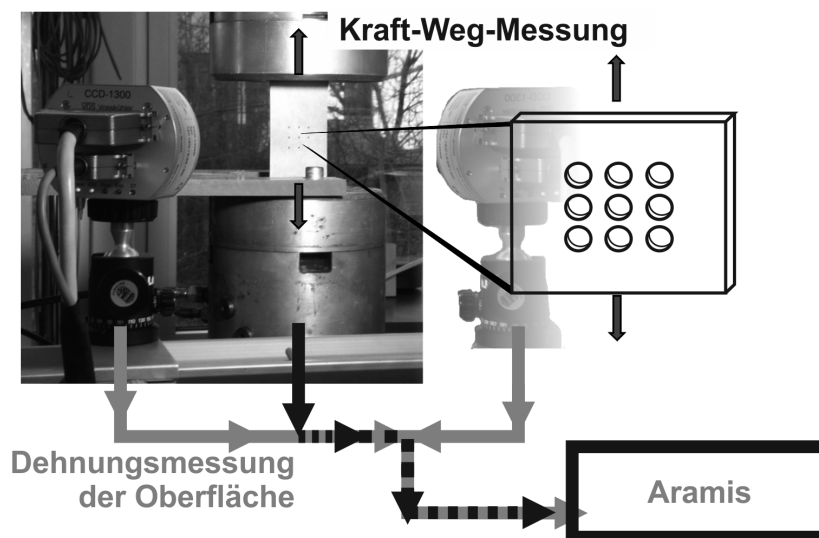 Kraft-Weg-Messung
CCD-1300
Dehnungsmessung
der Oberfläche
Aramis